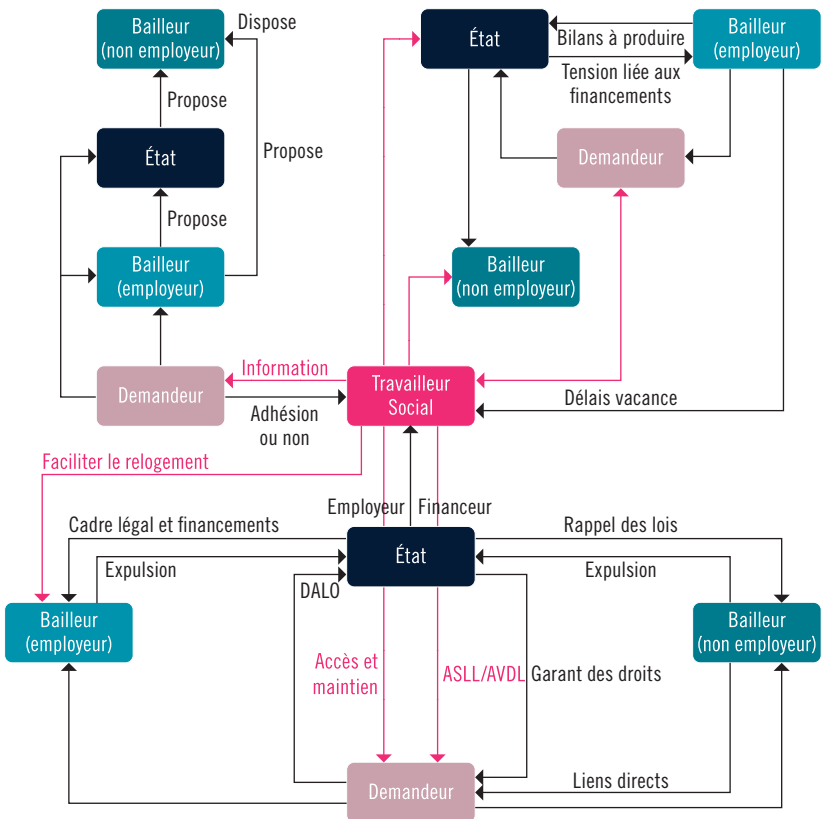 Bailleur
(non employeur)
Dispose
Propose
État
Propose
Propose
Bailleur
(employeur)
Demandeur
Information
Adhésion
ou non
État
Bilans à produire
Tension liée aux
financements
Bailleur
(employeur)
Demandeur
Bailleur
(non employeur)
Travailleur
Social
Délais vacance
Faciliter le relogement
Employeur
Financeur
Cadre légal et financements
État
Rappel des lois
Expulsion
DALO
Expulsion
Bailleur
(employeur)
Bailleur
(non employeur)
Accès et
maintien
ASLL/AVDL
Garant des droits
Demandeur
Liens directs